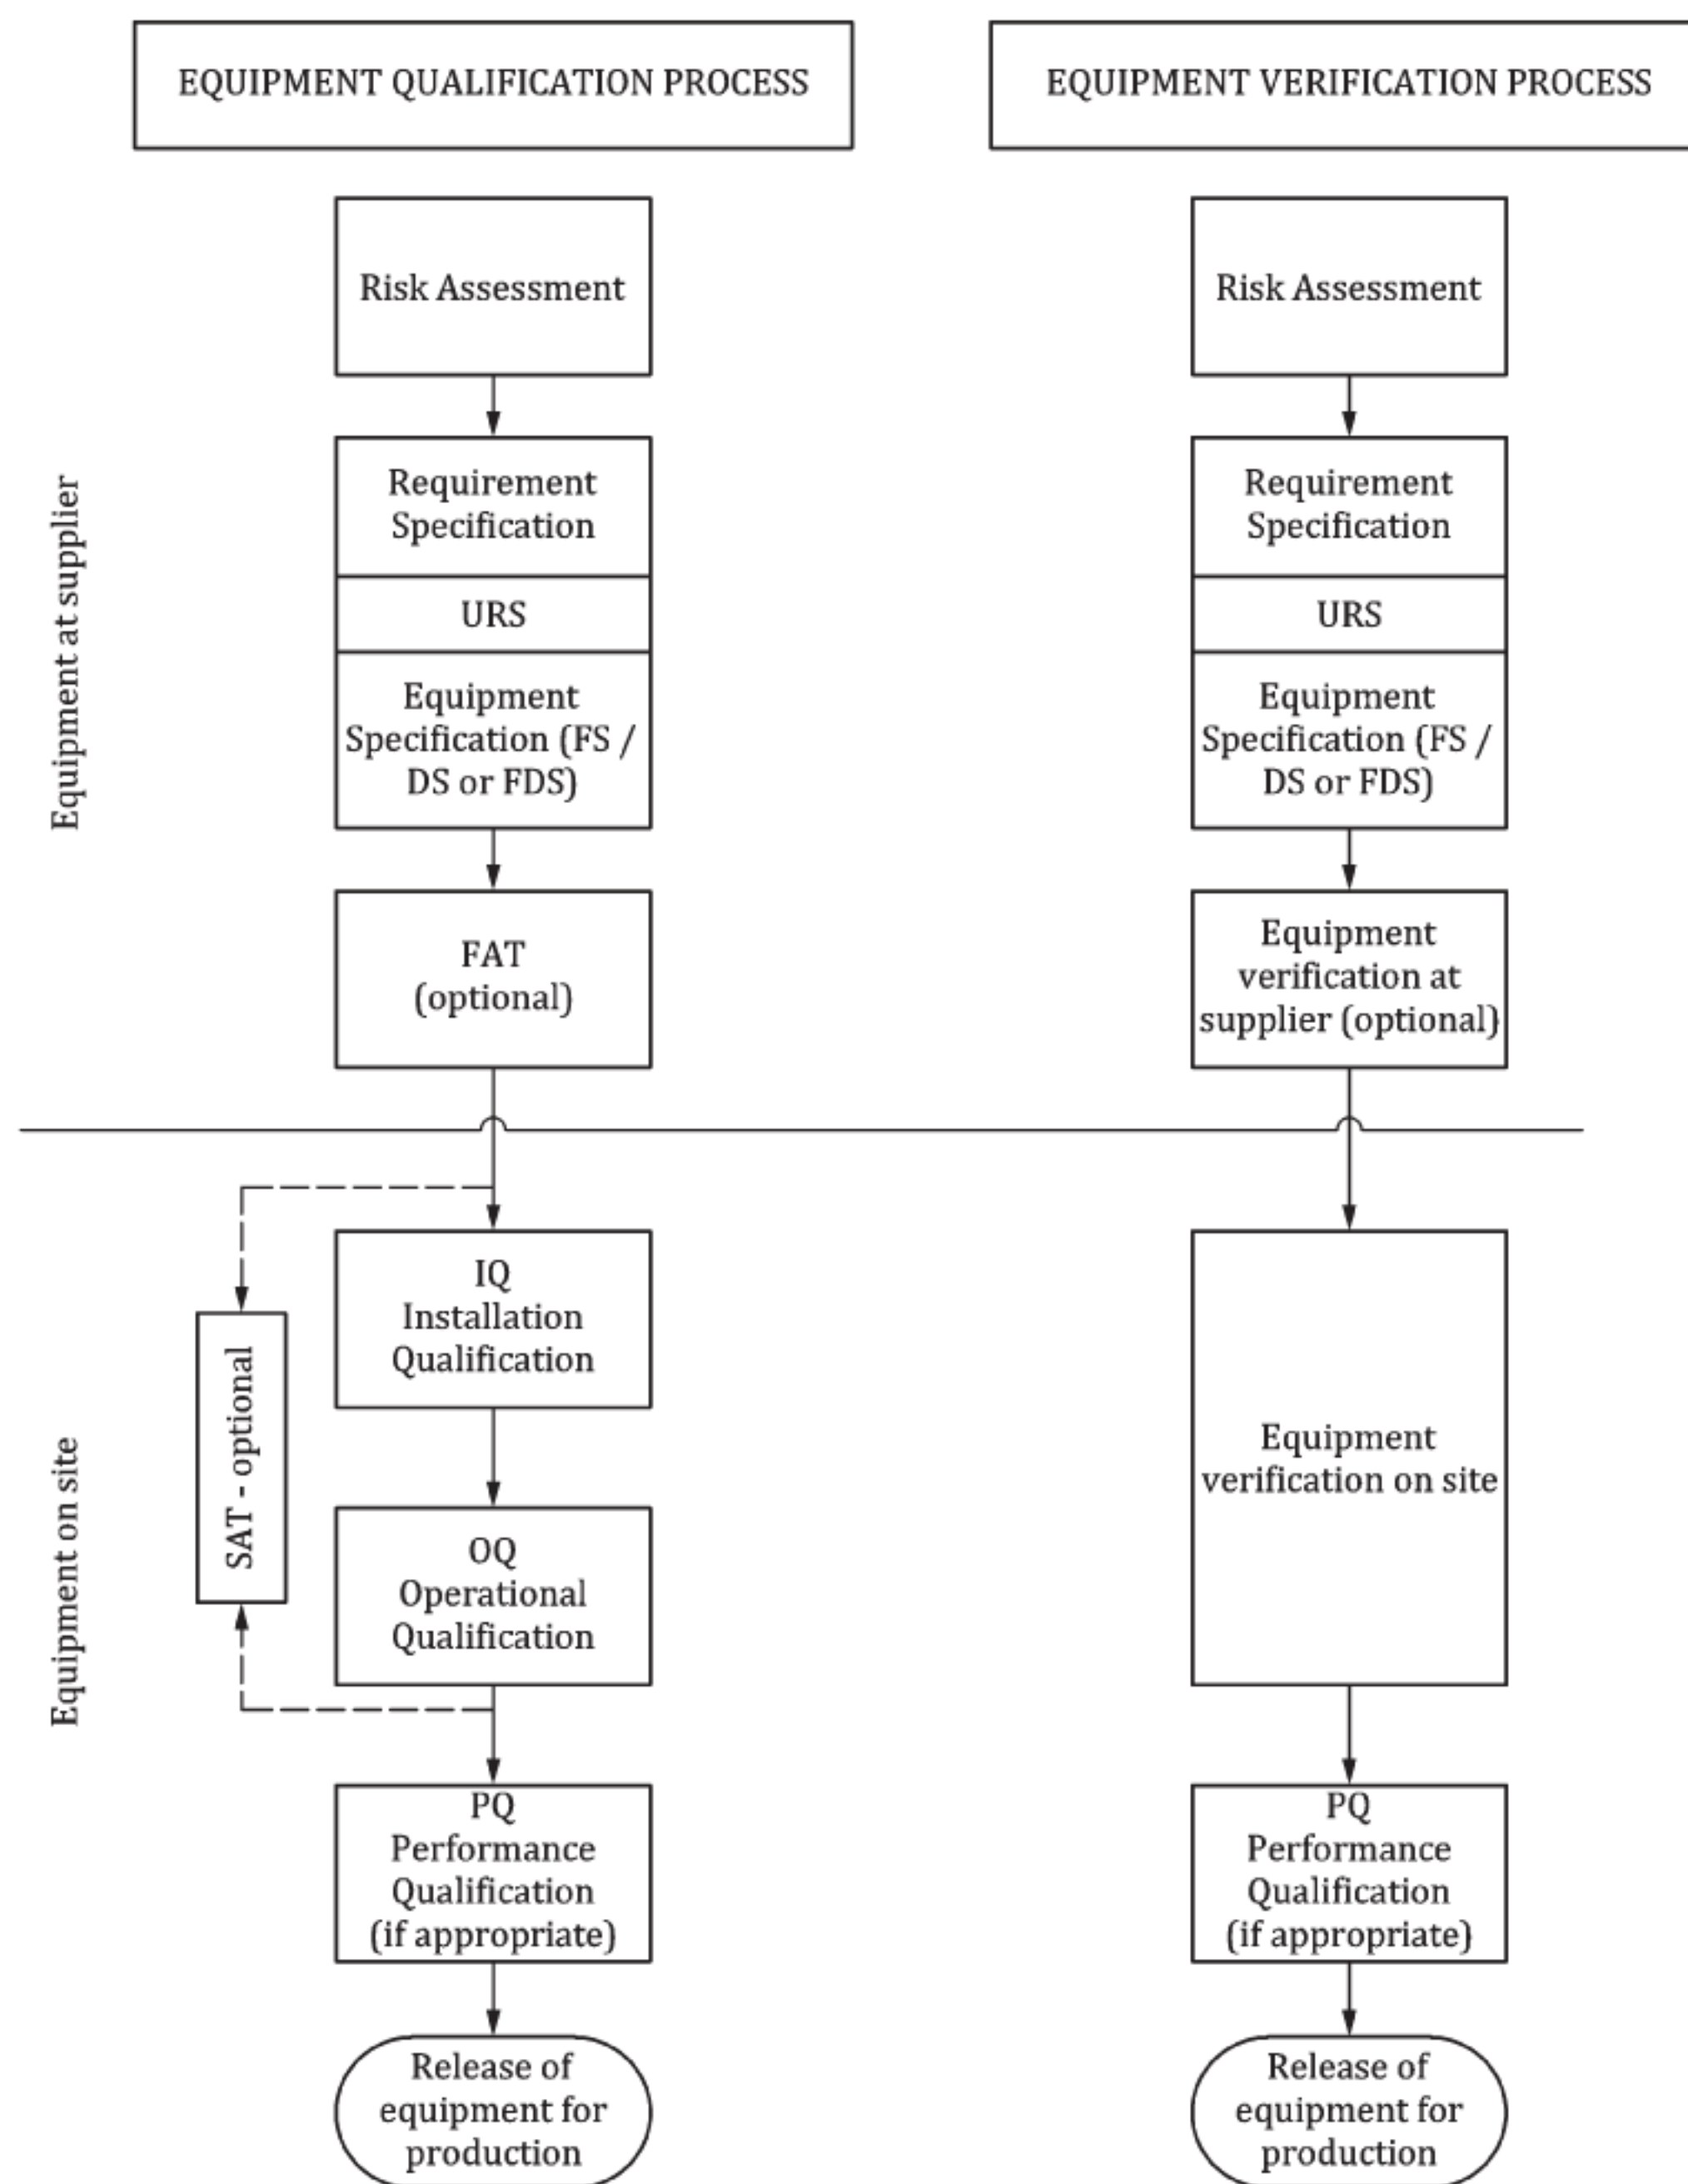 EQUIPMENT QUALIFICATION PROCESS
EQUIPMENT VERIFICATION PROCESS
Equipment at supplier
Risk Assessment
Requirement
Specification
URS
Equipment
Specification (FS /
DS or FDS)
FAT
(optional)
Risk Assessment
Requirement
Specification
URS
Equipment
Specification (FS /
DS or FDS)
Equipment
verification at
supplier (optional)
Equipment on site
SAT - optional
IQ
Installation
Qualification
OQ
Operational
Qualification
PQ
Performance
Qualification
(if appropriate)
Release of
equipment for
production
Equipment
verification on site
PQ
Performance
Qualification
(if appropriate)
Release of
equipment for
production